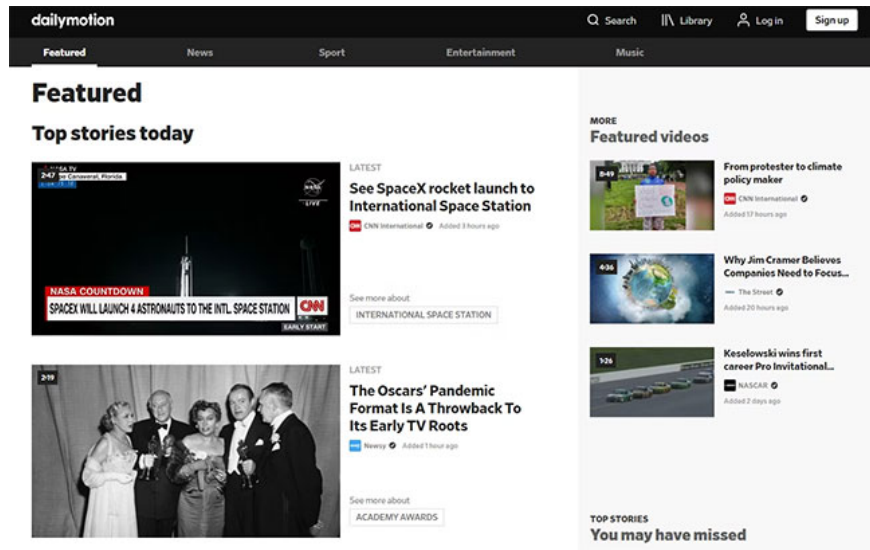 dailymotion
Search
Library
Log in
Sign up
Featured
News
Sport
Entertainment
Music
Featured
Top stories today
2:47
NASA TV
Cape Canaveral, Florida
NASA
LIVE
NASA COUNTDOWN
SPACEX WILL LAUNCH 4 ASTRONAUTS TO THE INTL. SPACE STATION
CNN
EARLY START
LATEST
See SpaceX rocket launch to
International Space Station
CNN International
Added 3 hours ago
See more about
INTERNATIONAL SPACE STATION
2:19
LATEST
The Oscars' Pandemic
Format Is A Throwback To
Its Early TV Roots
Newsy
Added 1 hour ago
See more about
ACADEMY AWARDS
MORE
Featured videos
8:49
From protester to climate
policy maker
CNN International
Added 17 hours ago
4:36
Why Jim Cramer Believes
Companies Need to Focus...
The Street
Added 20 hours ago
1:26
Keselowski wins first
career Pro Invitational...
NASCAR
Added 2 days ago
TOP STORIES
You may have missed